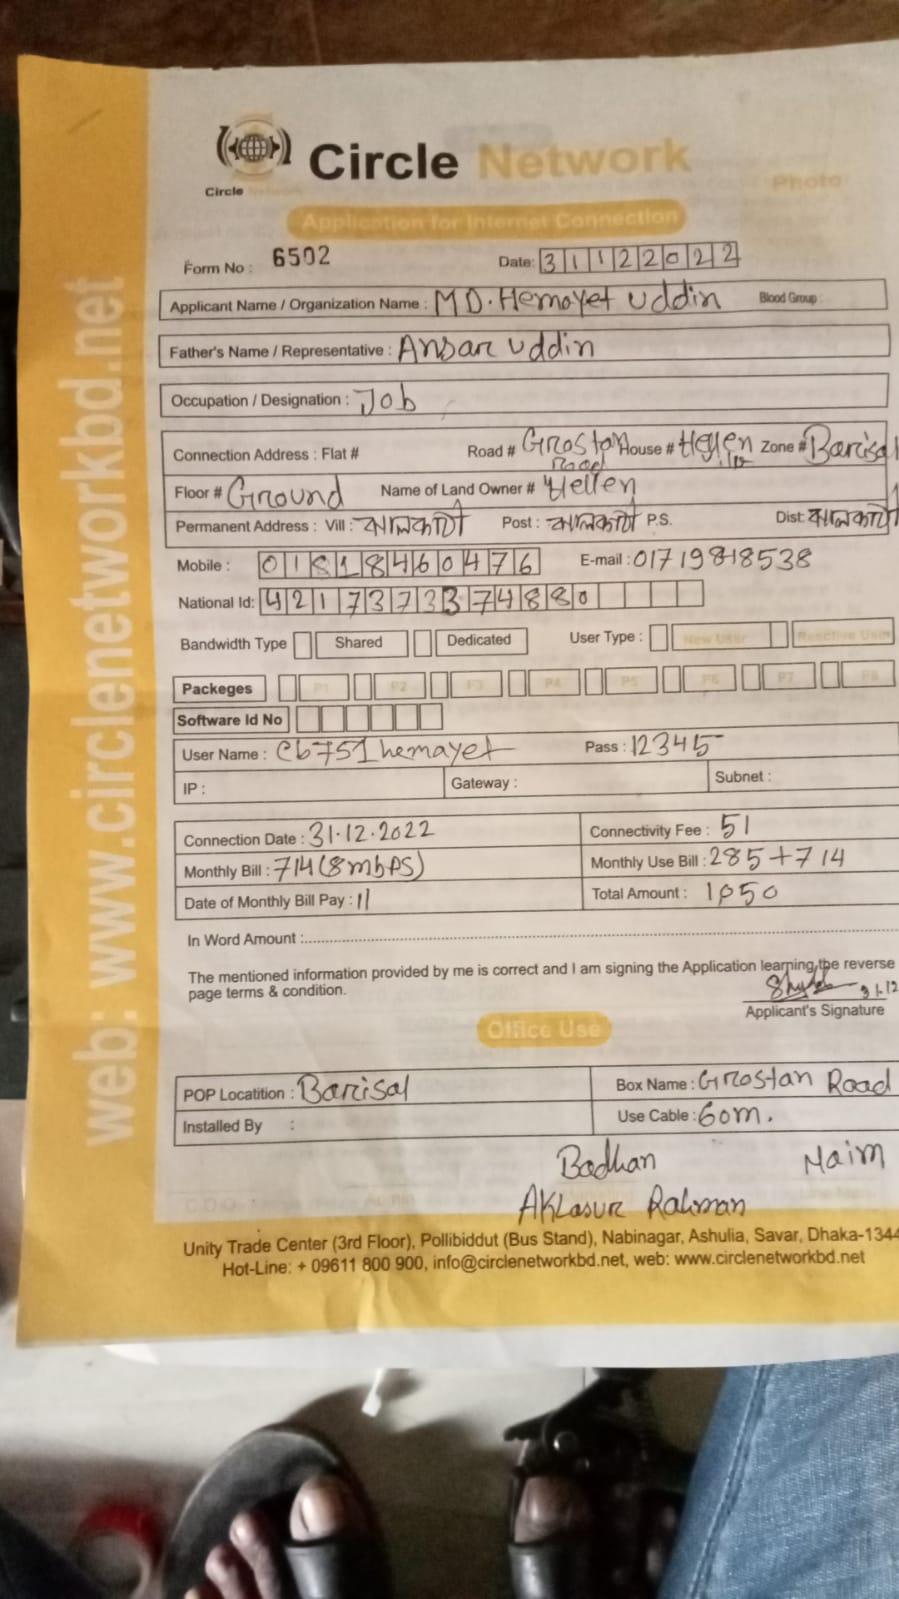 Circle Network
Circle Network
Photo
Application for Internet Connection
Form No : 6502
Date: 31122022
Applicant Name / Organization Name : MD. Hemayet Uddin Blood Group :
Father's Name / Representative : Ansar Uddin
Occupation / Designation : Job
Connection Address : Flat # Road # Grostan Road House # Hellen Zone # Barisal
Floor # Ground Name of Land Owner # Hellen
Permanent Address : Vill : ঝালকাঠী Post : ঝালকাঠী P.S. Dist: ঝালকাঠী
Mobile : 01818460476 E-mail : 01719818538
National Id: 4217373374880
Bandwidth Type Shared Dedicated User Type : New User Reactive User
Packeges P1 P2 P3 P4 P5 P6 P7 P8
Software Id No
User Name : cb751hemayet Pass : 12345
IP : Gateway : Subnet :
Connection Date : 31.12.2022 Connectivity Fee : 51
Monthly Bill : 714 (8mbps) Monthly Use Bill : 285+714
Date of Monthly Bill Pay : 11 Total Amount : 1050
In Word Amount :
The mentioned information provided by me is correct and I am signing the Application learning the reverse
page terms & condition.
31.12
Applicant's Signature
Office Use
POP Locatition : Barisal Box Name : Grostan Road
Installed By : Use Cable : 60m.
Badhan Naim
Aklasur Rahman
Unity Trade Center (3rd Floor), Pollibiddut (Bus Stand), Nabinagar, Ashulia, Savar, Dhaka-1344
Hot-Line: + 09611 800 900, info@circlenetworkbd.net, web: www.circlenetworkbd.net
web: www.circlenetworkbd.net